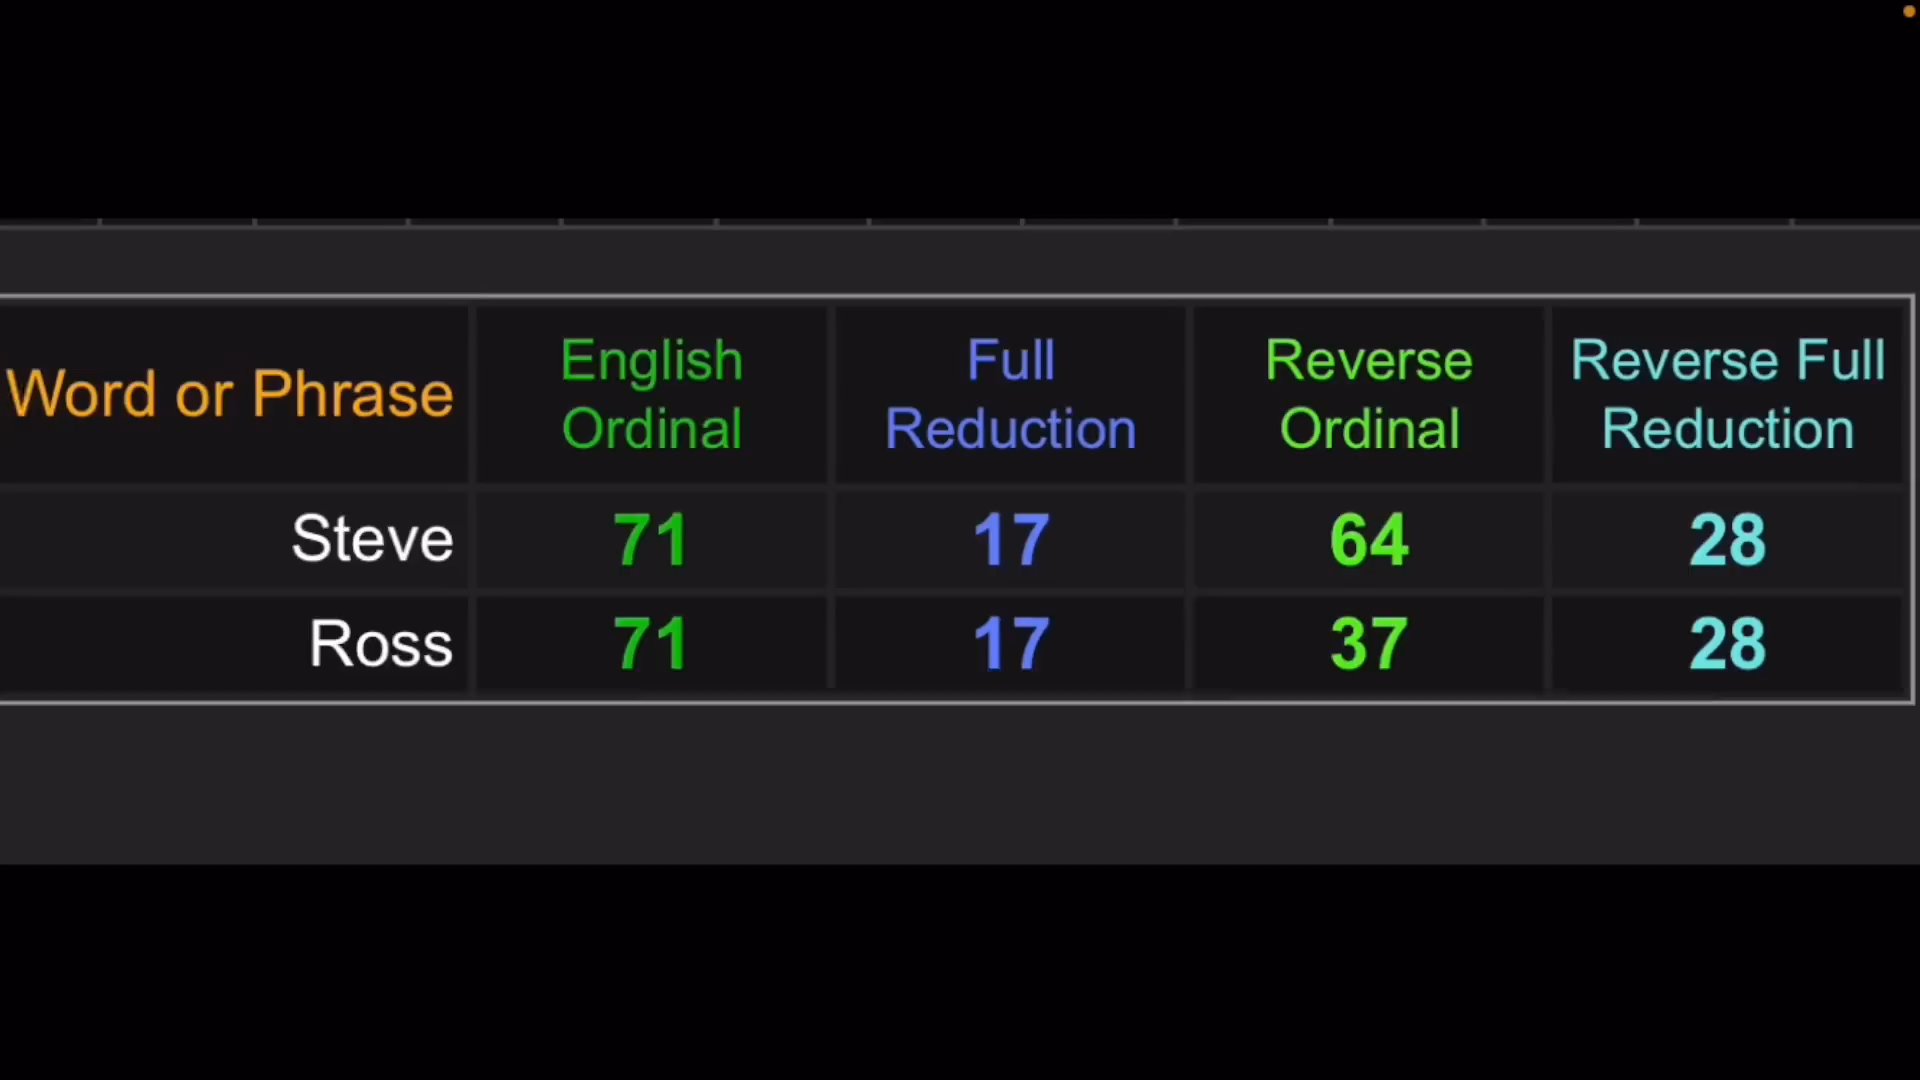 Word or Phrase English Ordinal Full Reduction Reverse Ordinal Reverse Full Reduction
Steve 71 17 64 28
Ross 71 17 37 28